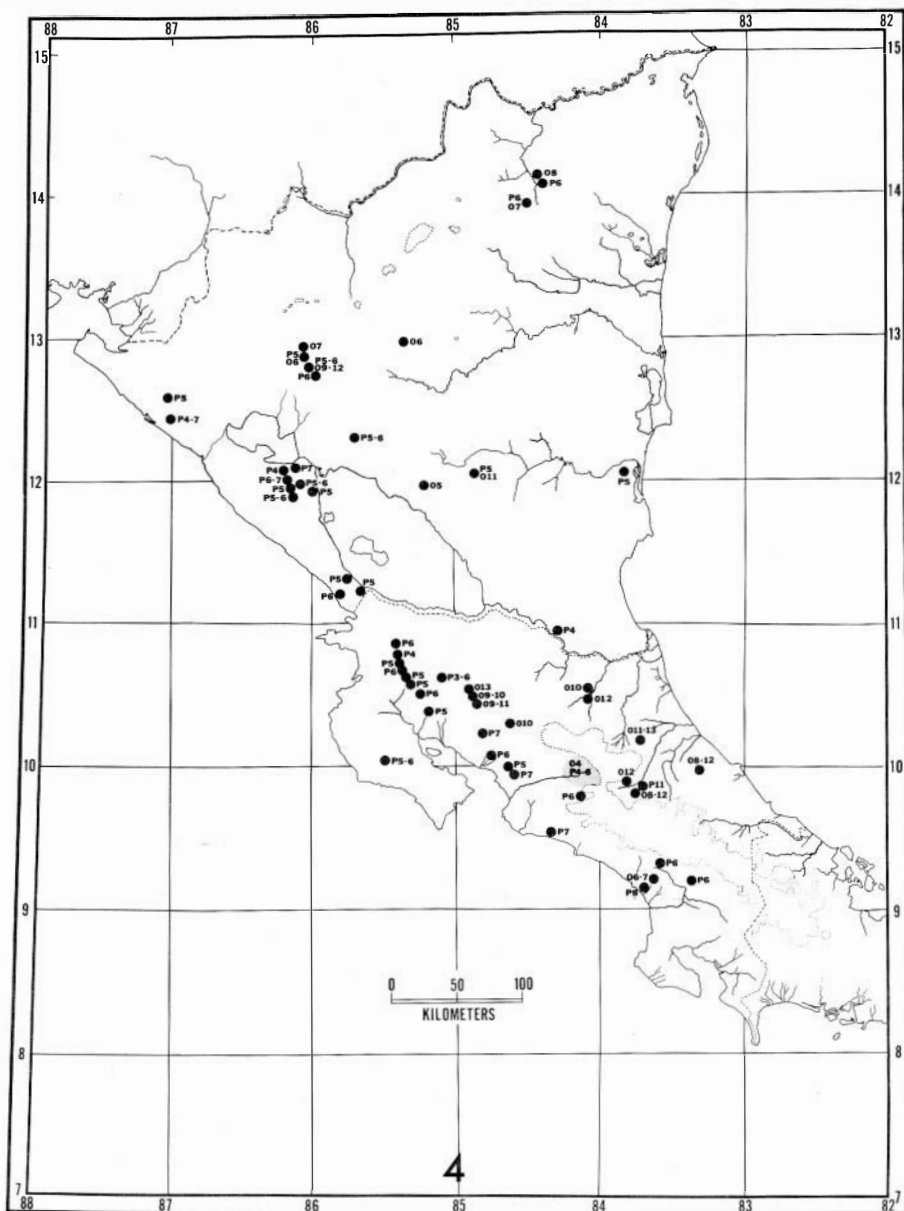 88 87 86 85 84 83 82
15 15
14 14
13 13
12 12
11 11
10 10
9 9
8 8
7 7
88 87 86 85 84 83 82
O8
P6
P6
O7
O7
P5
O6
P5-6
O9-12
P6
O6
P5
P4-7
P5-6
P4
P7
P6-7
P5-6
P5
P5
P5-6
O5
P5
O11
P5
P5
P5
P6
P4
P6
P4
P5
P6
P5
P5
P6
P3-6
O13
O9-10
O9-11
P5
O10
O12
O10
P7
O11-13
P6
P5
P7
O4
P4-6
P6
O12
P11
O8-12
O8-12
P5-6
P7
P6
O6-7
P6
0 50 100
KILOMETERS
4